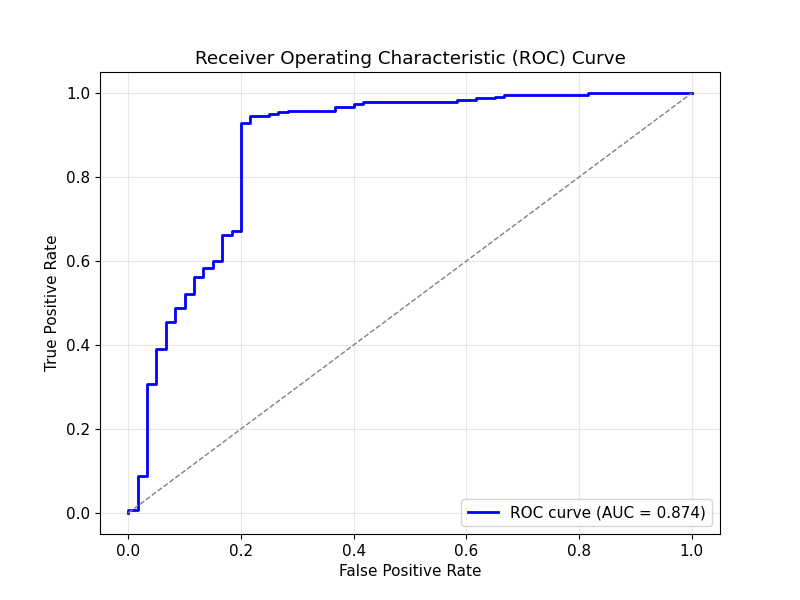 Receiver Operating Characteristic (ROC) Curve
True Positive Rate
1.0
0.8
0.6
0.4
0.2
0.0
ROC curve (AUC = 0.874)
0.0 0.2 0.4 0.6 0.8 1.0
False Positive Rate